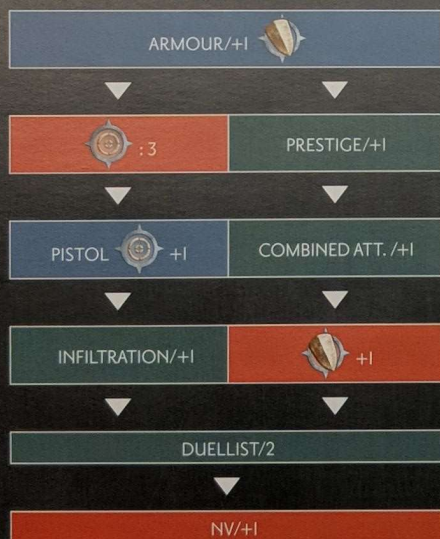 ARMOUR/+1
:3
PRESTIGE/+1
PISTOL +1
COMBINED ATT. /+1
INFILTRATION/+1
+1
DUELLIST/2
NV/+1